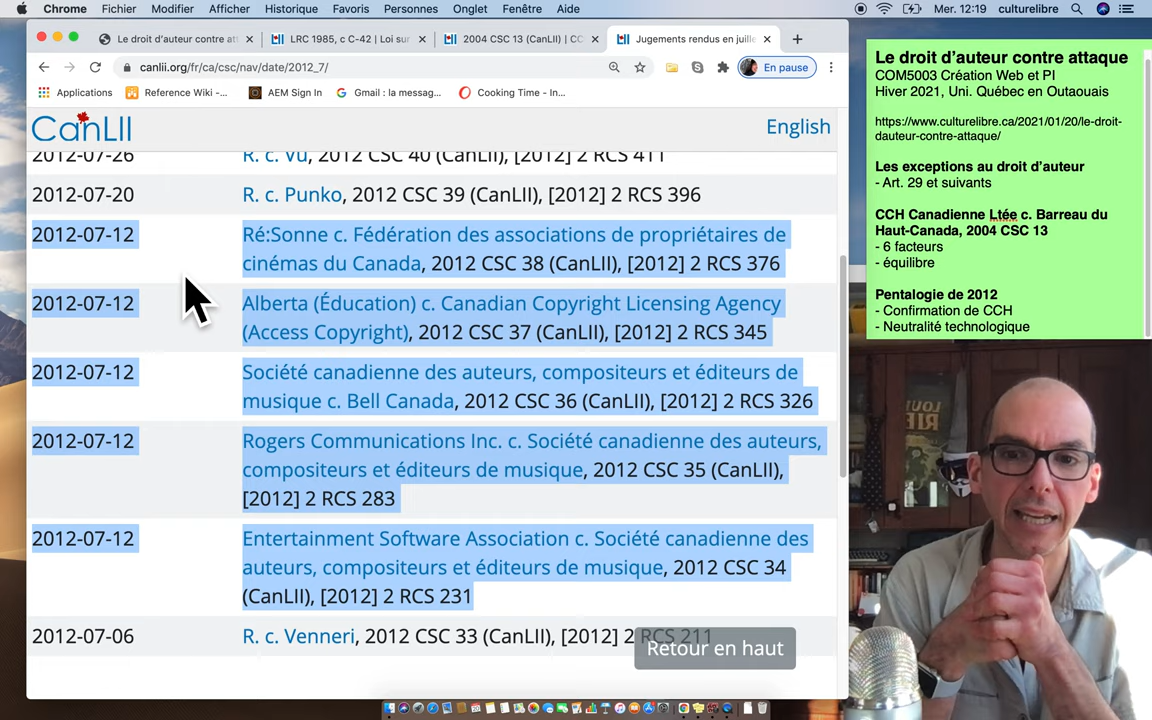 Chrome Fichier Modifier Afficher Historique Favoris Personnes Onglet Fenêtre Aide Mer. 12:19 culturelibre
Le droit d'auteur contre att
LRC 1985, c C-42 | Loi sur
2004 CSC 13 (CanLII) | CC
Jugements rendus en juille
canlii.org/fr/ca/csc/nav/date/2012_7/
En pause
Applications Reference Wiki -... AEM Sign In Gmail : la messag... Cooking Time - In...
CanLII English
2012-07-26 R. c. Vu, 2012 CSC 40 (CanLII), [2012] 2 RCS 411
2012-07-20 R. c. Punko, 2012 CSC 39 (CanLII), [2012] 2 RCS 396
2012-07-12 Ré:Sonne c. Fédération des associations de propriétaires de
cinémas du Canada, 2012 CSC 38 (CanLII), [2012] 2 RCS 376
2012-07-12 Alberta (Éducation) c. Canadian Copyright Licensing Agency
(Access Copyright), 2012 CSC 37 (CanLII), [2012] 2 RCS 345
2012-07-12 Société canadienne des auteurs, compositeurs et éditeurs de
musique c. Bell Canada, 2012 CSC 36 (CanLII), [2012] 2 RCS 326
2012-07-12 Rogers Communications Inc. c. Société canadienne des auteurs,
compositeurs et éditeurs de musique, 2012 CSC 35 (CanLII),
[2012] 2 RCS 283
2012-07-12 Entertainment Software Association c. Société canadienne des
auteurs, compositeurs et éditeurs de musique, 2012 CSC 34
(CanLII), [2012] 2 RCS 231
2012-07-06 R. c. Venneri, 2012 CSC 33 (CanLII), [2012] 2 RCS 211
Retour en haut
Le droit d'auteur contre attaque
COM5003 Création Web et PI
Hiver 2021, Uni. Québec en Outaouais
https://www.culturelibre.ca/2021/01/20/le-droit-
dauteur-contre-attaque/
Les exceptions au droit d'auteur
- Art. 29 et suivants
CCH Canadienne Ltée c. Barreau du
Haut-Canada, 2004 CSC 13
- 6 facteurs
- équilibre
Pentalogie de 2012
- Confirmation de CCH
- Neutralité technologique